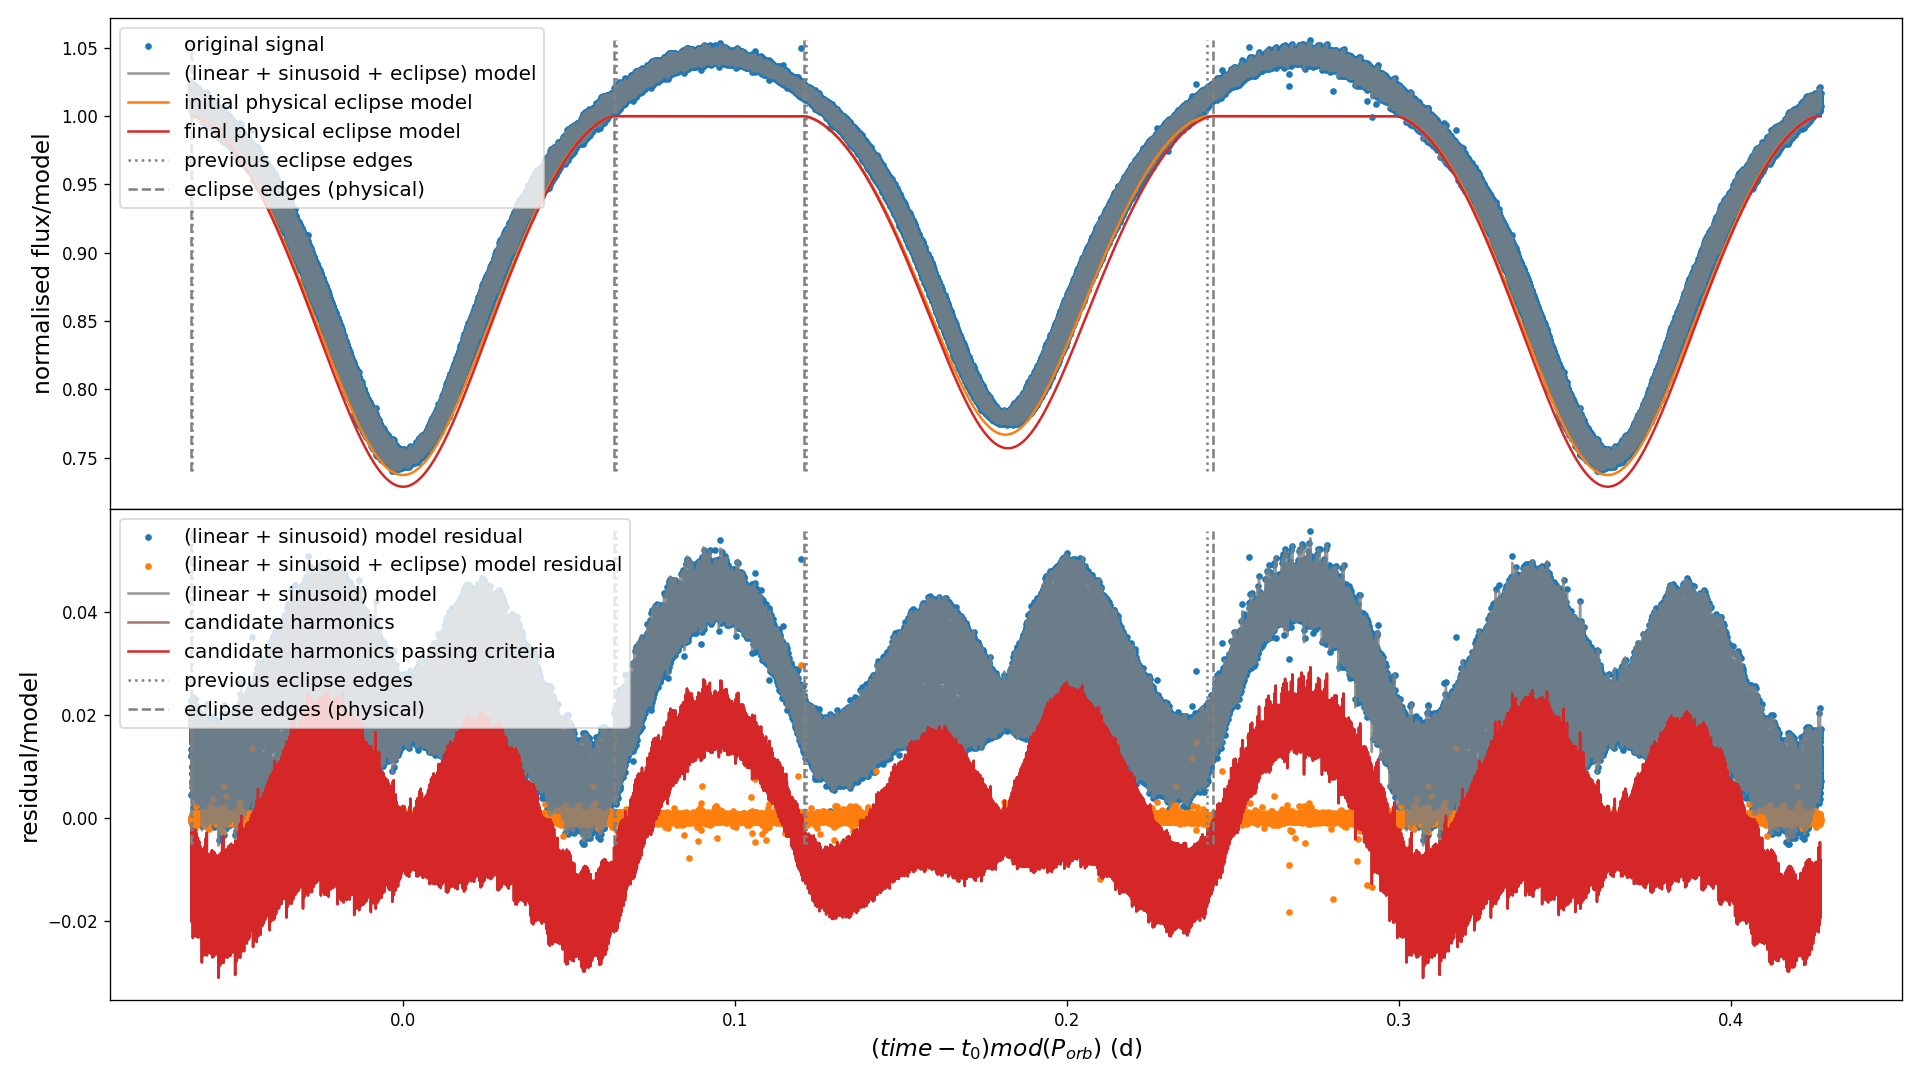 original signal
(linear + sinusoid + eclipse) model
initial physical eclipse model
final physical eclipse model
previous eclipse edges
eclipse edges (physical)
normalised flux/model
1.05
1.00
0.95
0.90
0.85
0.80
0.75
(linear + sinusoid) model residual
(linear + sinusoid + eclipse) model residual
(linear + sinusoid) model
candidate harmonics
candidate harmonics passing criteria
previous eclipse edges
eclipse edges (physical)
residual/model
0.04
0.02
0.00
−0.02
0.0 0.1 0.2 0.3 0.4
(time − t₀)mod(P_orb) (d)